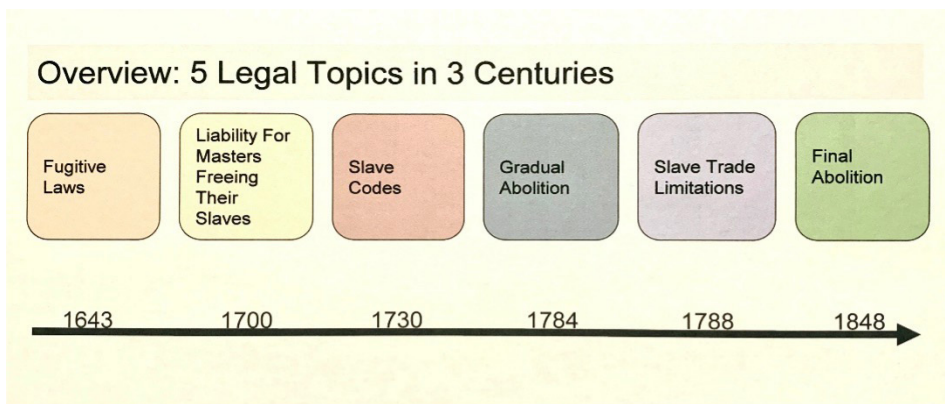 Overview: 5 Legal Topics in 3 Centuries
Fugitive
Laws
Liability For
Masters
Freeing
Their
Slaves
Slave
Codes
Gradual
Abolition
Slave Trade
Limitations
Final
Abolition
1643
1700
1730
1784
1788
1848